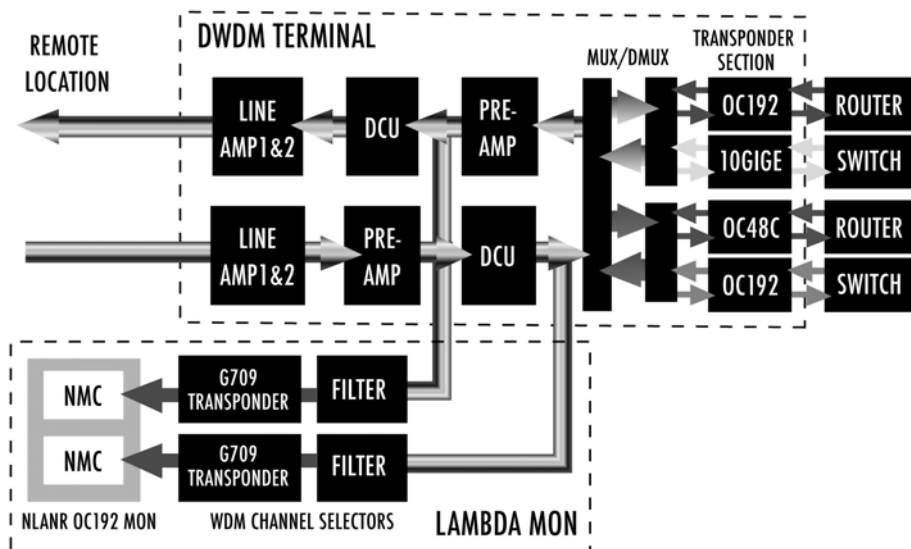 REMOTE
LOCATION
DWDM TERMINAL
MUX/DMUX
TRANSPONDER
SECTION
LINE
AMP1&2
DCU
PRE-
AMP
OC192
ROUTER
10GIGE
SWITCH
LINE
AMP1&2
PRE-
AMP
DCU
OC48C
ROUTER
OC192
SWITCH
NMC
G709
TRANSPONDER
FILTER
NMC
G709
TRANSPONDER
FILTER
NLANR OC192 MON
WDM CHANNEL SELECTORS
LAMBDA MON